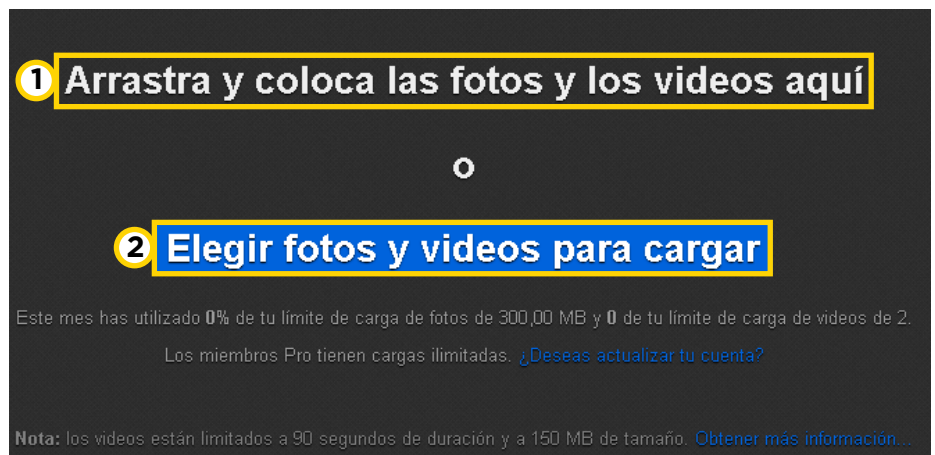 1 Arrastra y coloca las fotos y los videos aquí
o
2 Elegir fotos y videos para cargar
Este mes has utilizado 0% de tu límite de carga de fotos de 300,00 MB y 0 de tu límite de carga de videos de 2.
Los miembros Pro tienen cargas ilimitadas. ¿Deseas actualizar tu cuenta?
Nota: los videos están limitados a 90 segundos de duración y a 150 MB de tamaño. Obtener más información...